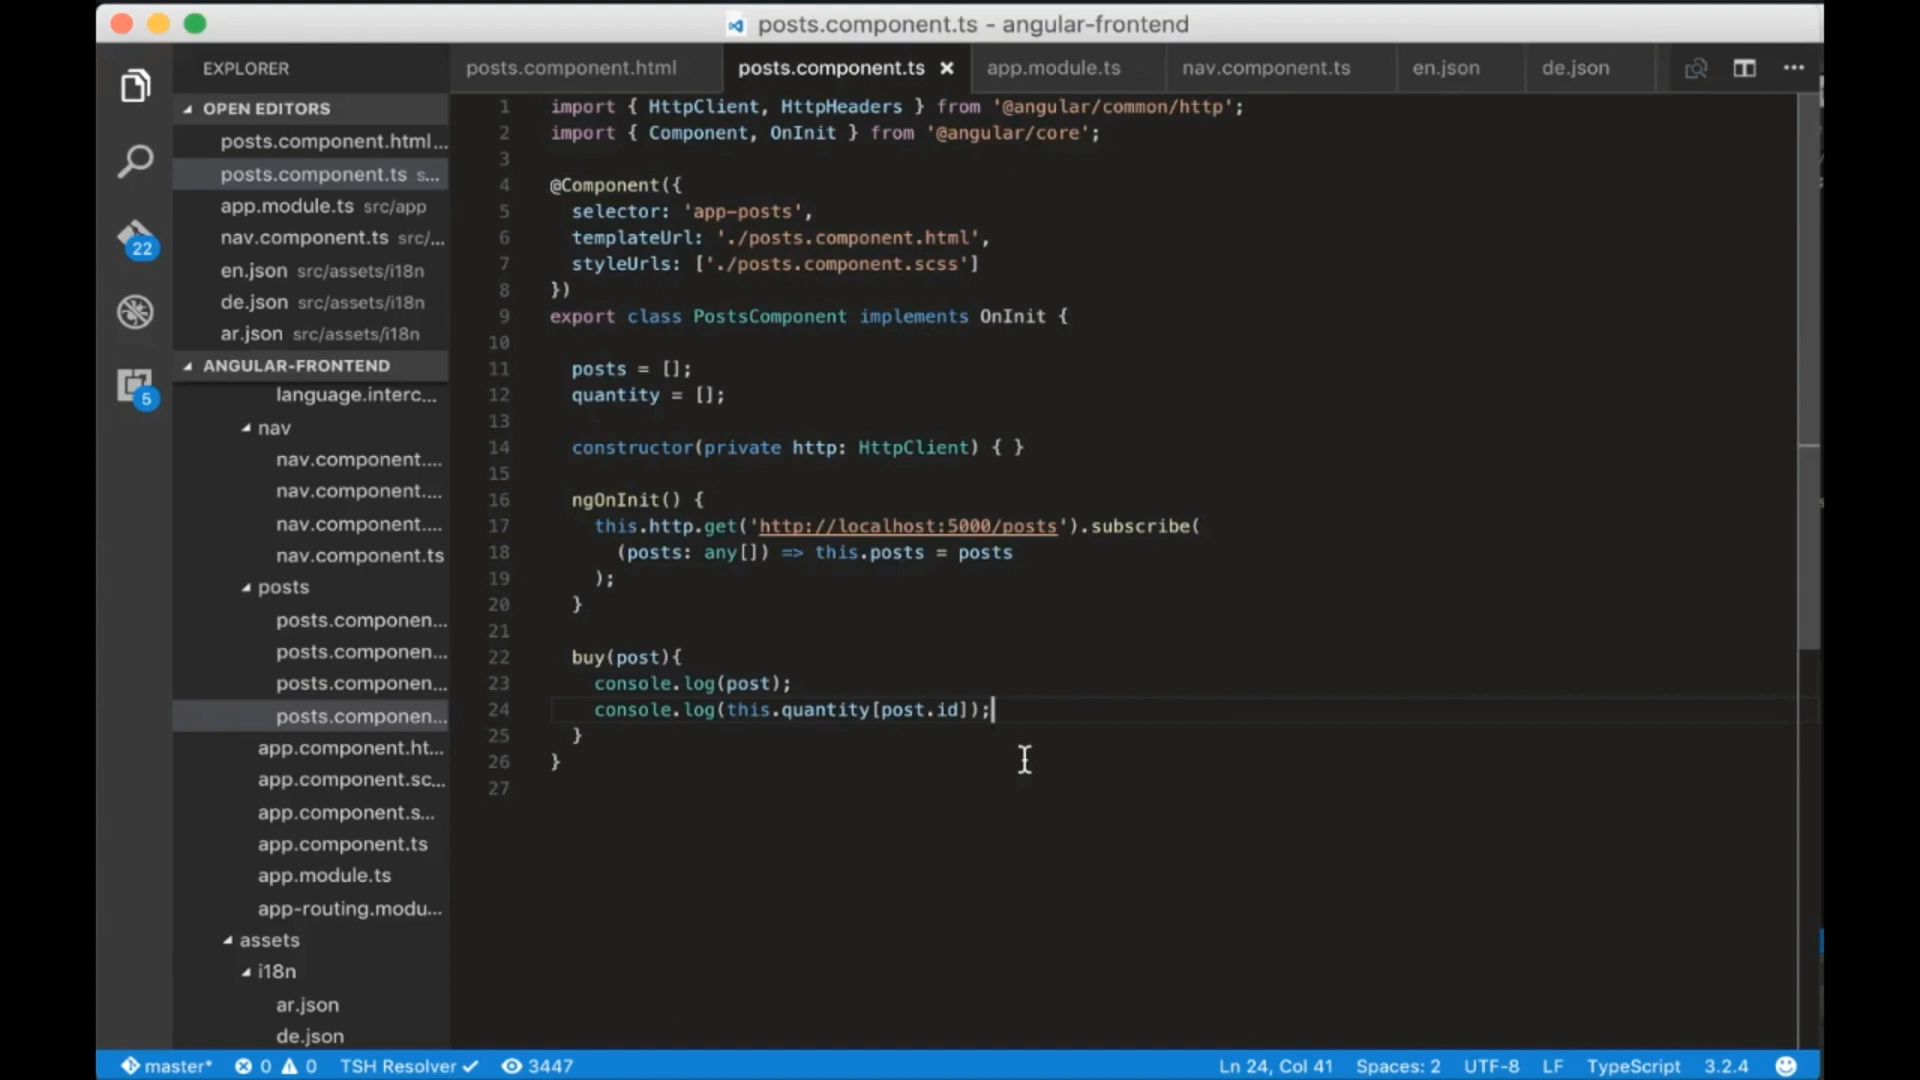 posts.component.ts - angular-frontend
EXPLORER
posts.component.html
posts.component.ts
app.module.ts
nav.component.ts
en.json
de.json
OPEN EDITORS
posts.component.html...
posts.component.ts s...
app.module.ts src/app
nav.component.ts src/...
en.json src/assets/i18n
de.json src/assets/i18n
ar.json src/assets/i18n
ANGULAR-FRONTEND
language.interc...
nav
nav.component....
nav.component....
nav.component....
nav.component.ts
posts
posts.componen...
posts.componen...
posts.componen...
posts.componen...
app.component.ht...
app.component.sc...
app.component.s...
app.component.ts
app.module.ts
app-routing.modu...
assets
i18n
ar.json
de.json
22
5
1 import { HttpClient, HttpHeaders } from '@angular/common/http';
2 import { Component, OnInit } from '@angular/core';
3
4 @Component({
5 selector: 'app-posts',
6 templateUrl: './posts.component.html',
7 styleUrls: ['./posts.component.scss']
8 })
9 export class PostsComponent implements OnInit {
10
11 posts = [];
12 quantity = [];
13
14 constructor(private http: HttpClient) { }
15
16 ngOnInit() {
17 this.http.get('http://localhost:5000/posts').subscribe(
18 (posts: any[]) => this.posts = posts
19 );
20 }
21
22 buy(post){
23 console.log(post);
24 console.log(this.quantity[post.id]);
25 }
26 }
27
master* 0 0 TSH Resolver 3447 Ln 24, Col 41 Spaces: 2 UTF-8 LF TypeScript 3.2.4